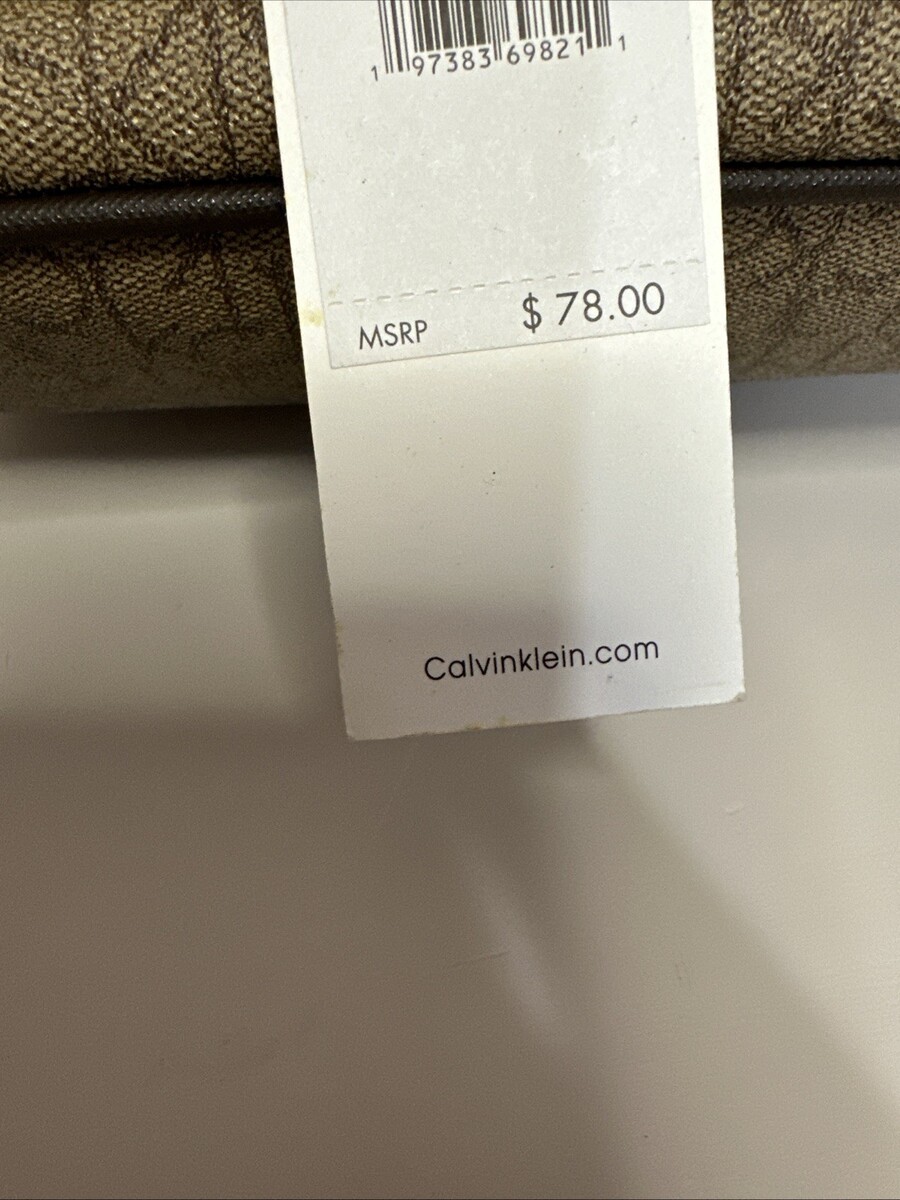 1 97383 69821 1
MSRP $ 78.00
Calvinklein.com